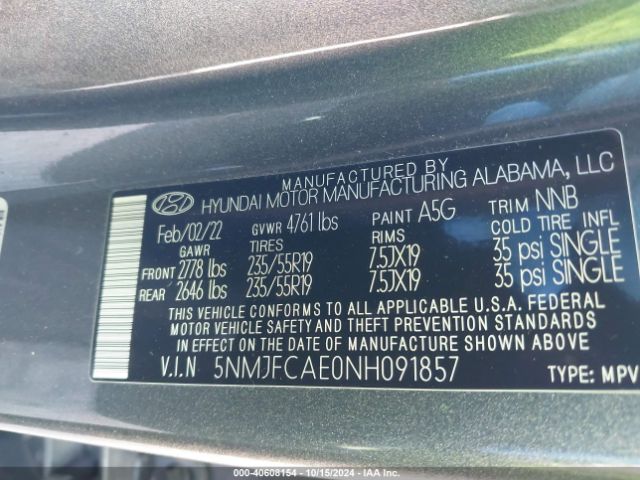 MANUFACTURED BY
HYUNDAI MOTOR MANUFACTURING ALABAMA, LLC
Feb/02/22 GVWR 4761 lbs PAINT A5G TRIM NNB
GAWR TIRES RIMS COLD TIRE INFL
FRONT 2778 lbs 235/55R19 7.5JX19 35 psi SINGLE
REAR 2646 lbs 235/55R19 7.5JX19 35 psi SINGLE
THIS VEHICLE CONFORMS TO ALL APPLICABLE U.S.A. FEDERAL
MOTOR VEHICLE SAFETY AND THEFT PREVENTION STANDARDS
IN EFFECT ON THE DATE OF MANUFACTURE SHOWN ABOVE
V.I.N 5NMJFCAE0NH091857 TYPE: MPV
000-40608154 - 10/15/2024 - IAA Inc.